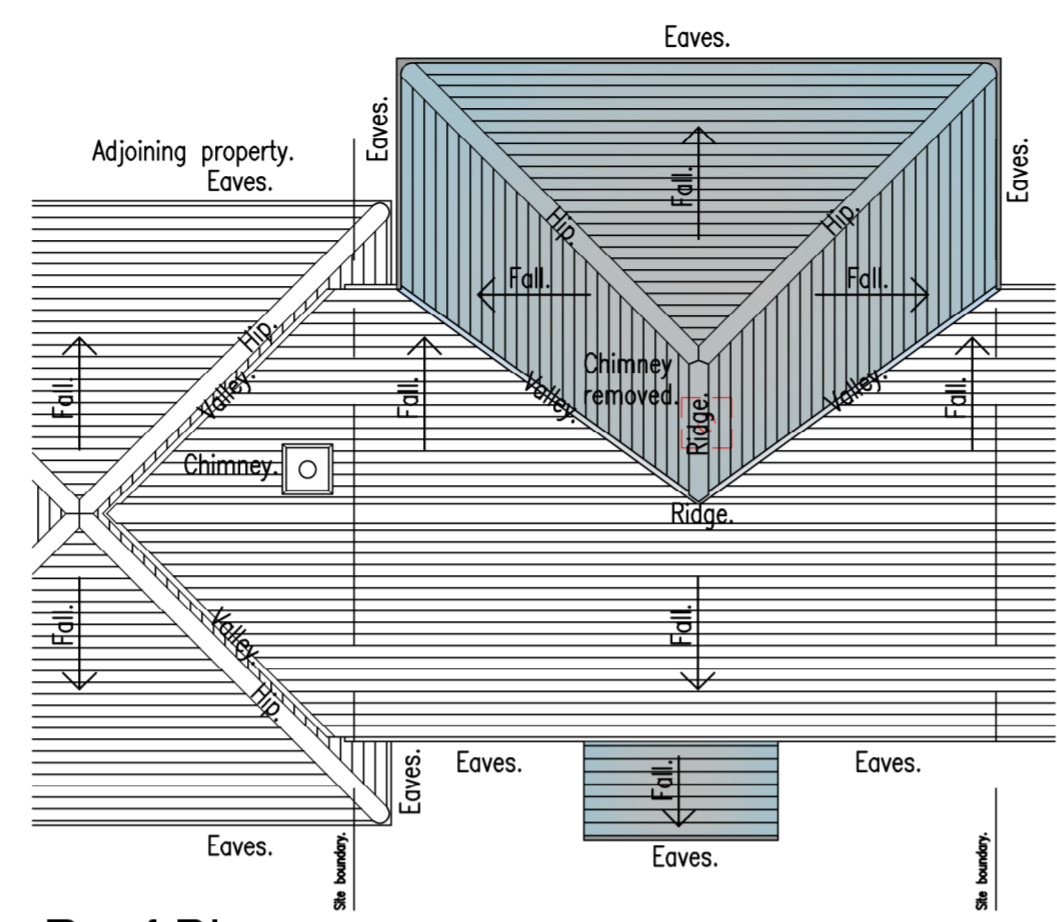 Eaves.
Eaves.
Adjoining property.
Eaves.
Eaves.
Fall.
Hip.
Hip.
Fall.
Fall.
Hip.
Valley.
Fall.
Fall.
Chimney
removed.
Valley.
Ridge.
Valley.
Fall.
Chimney.
Ridge.
Fall.
Valley.
Hip.
Fall.
Eaves.
Eaves.
Fall.
Eaves.
Eaves.
Site boundary.
Eaves.
Site boundary.